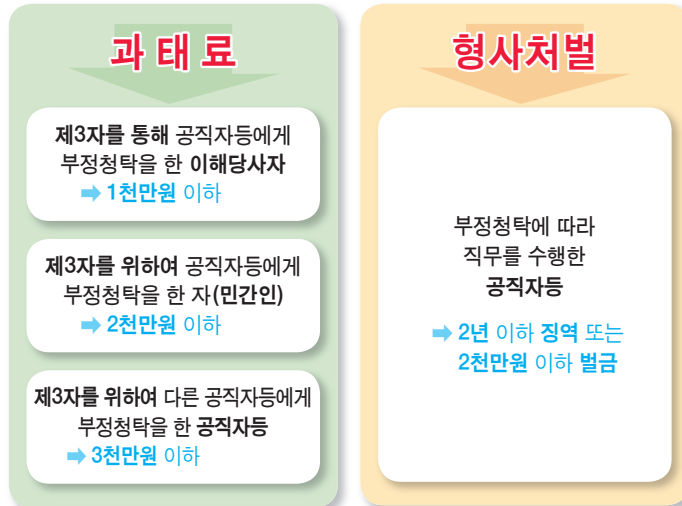 과 태 료
제3자를 통해 공직자등에게
부정청탁을 한 이해당사자
➡ 1천만원 이하
제3자를 위하여 공직자등에게
부정청탁을 한 자(민간인)
➡ 2천만원 이하
제3자를 위하여 다른 공직자등에게
부정청탁을 한 공직자등
➡ 3천만원 이하
형사처벌
부정청탁에 따라
직무를 수행한
공직자등
➡ 2년 이하 징역 또는
2천만원 이하 벌금